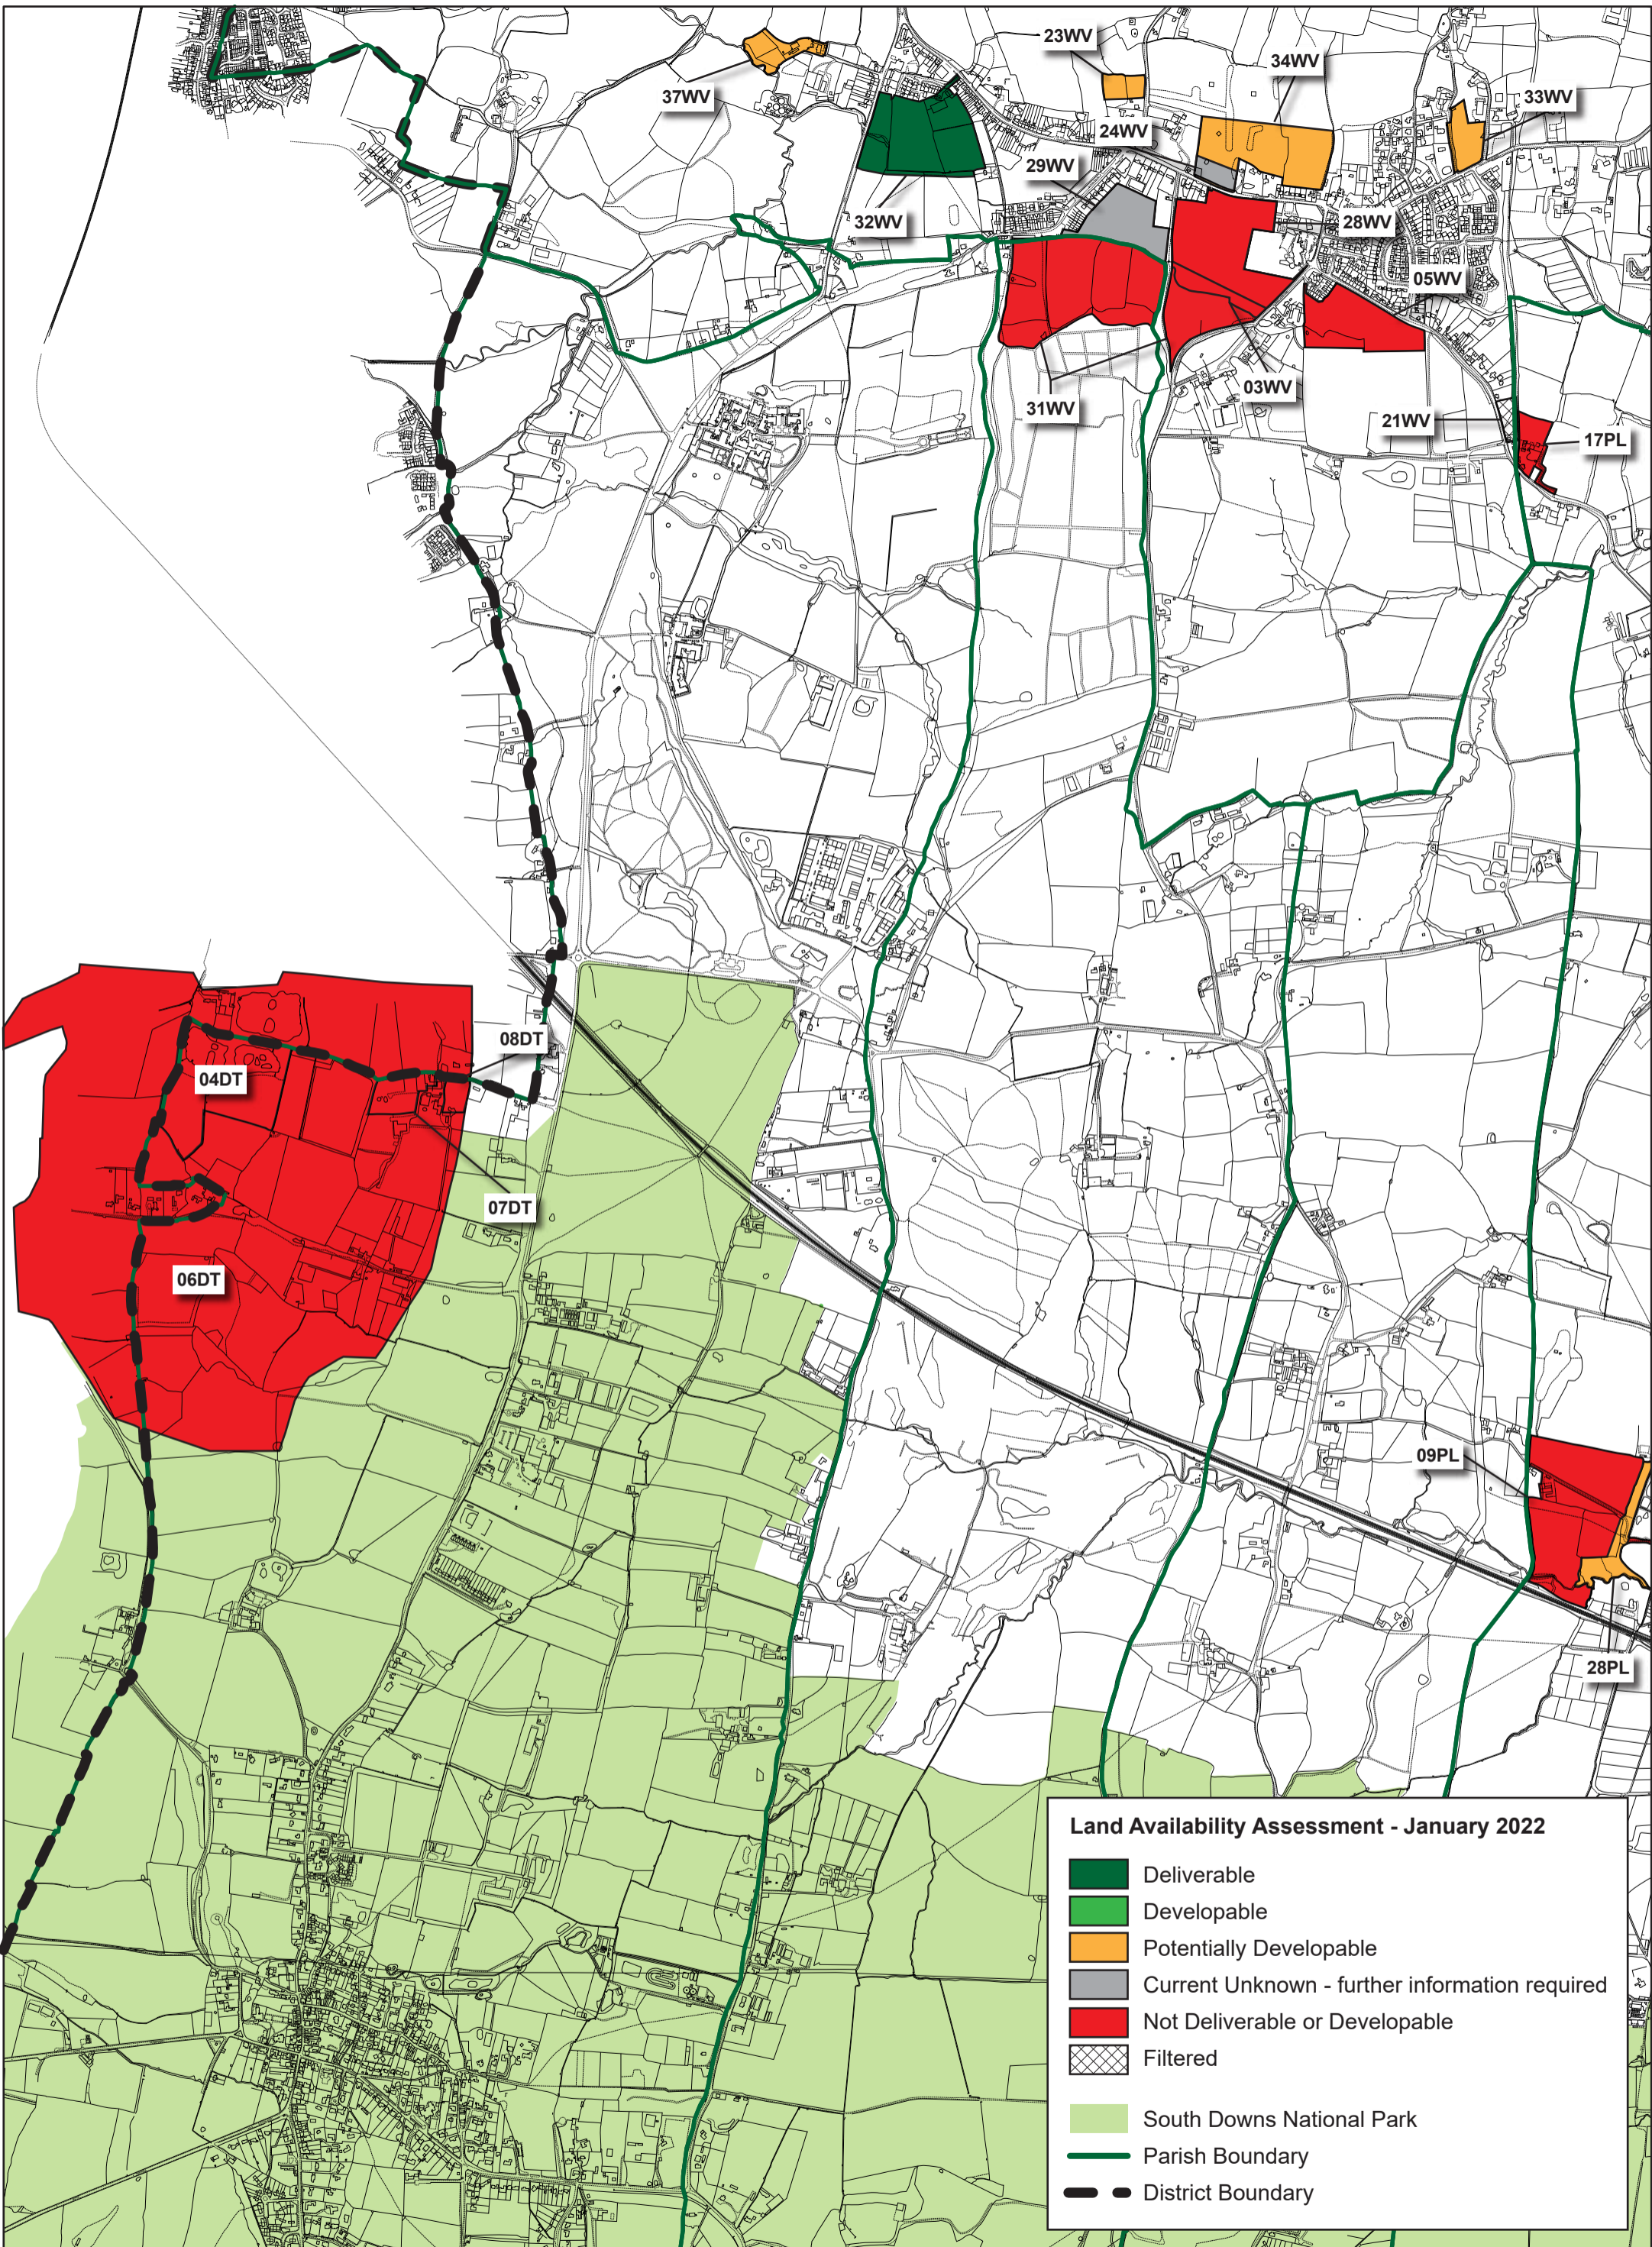 23WV
34WV
37WV
33WV
24WV
29WV
32WV
28WV
05WV
03WV
31WV
21WV
17PL
08DT
04DT
07DT
06DT
09PL
28PL
Land Availability Assessment - January 2022
Deliverable
Developable
Potentially Developable
Current Unknown - further information required
Not Deliverable or Developable
Filtered
South Downs National Park
Parish Boundary
District Boundary